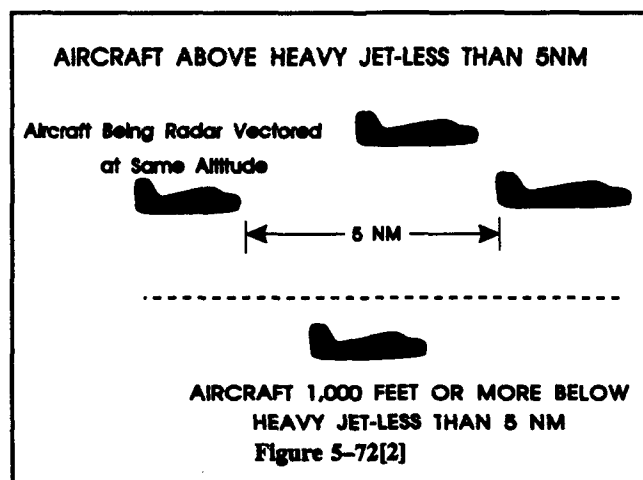 AIRCRAFT ABOVE HEAVY JET-LESS THAN 5NM
Aircraft Being Radar Vectored
at Same Altitude
5 NM
AIRCRAFT 1,000 FEET OR MORE BELOW
HEAVY JET-LESS THAN 5 NM
Figure 5–72[2]